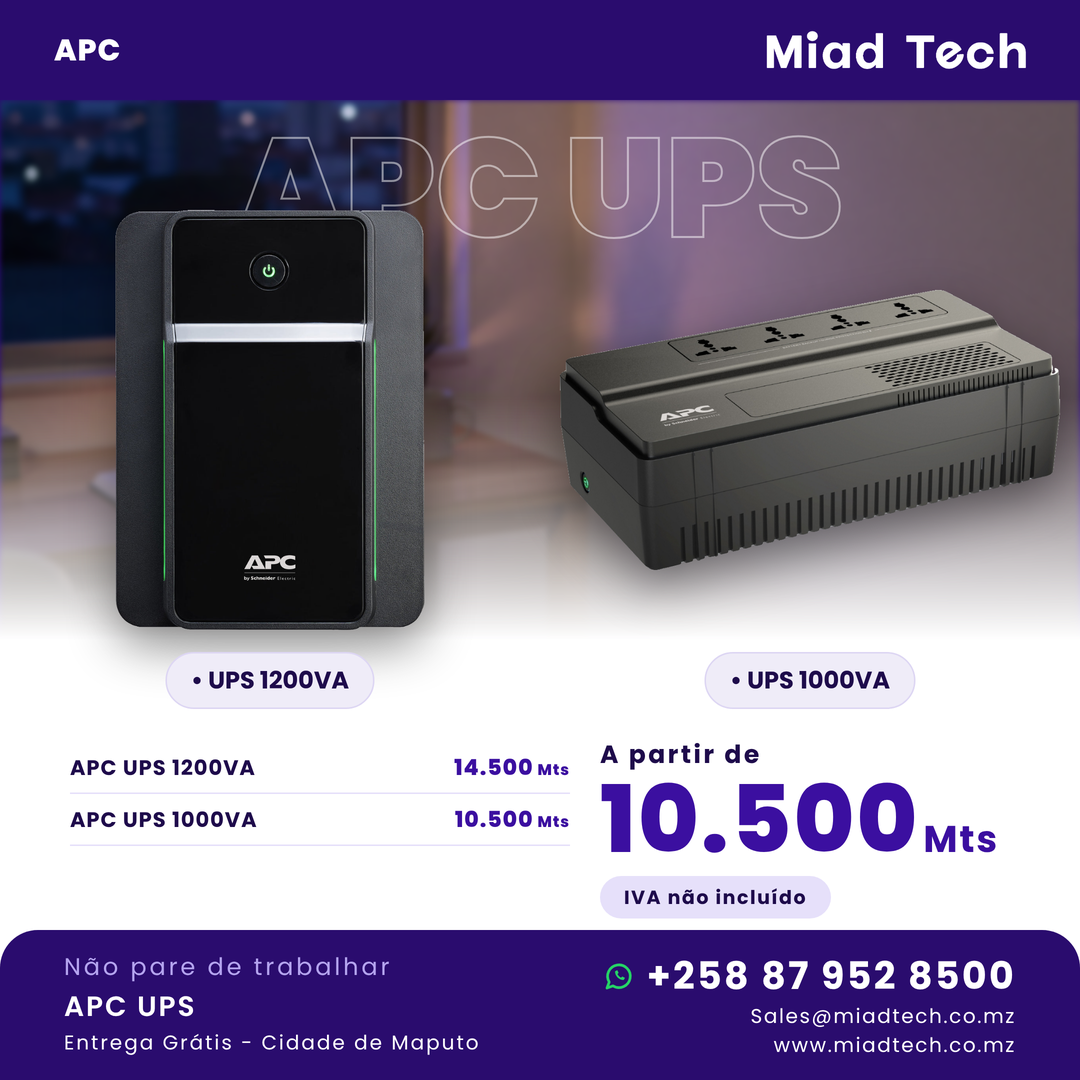 APC
Miad Tech
APC UPS
APC
by Schneider Electric
APC
by Schneider Electric
• UPS 1200VA
• UPS 1000VA
APC UPS 1200VA 14.500 Mts
APC UPS 1000VA 10.500 Mts
A partir de
10.500 Mts
IVA não incluído
Não pare de trabalhar
APC UPS
Entrega Grátis - Cidade de Maputo
+258 87 952 8500
Sales@miadtech.co.mz
www.miadtech.co.mz